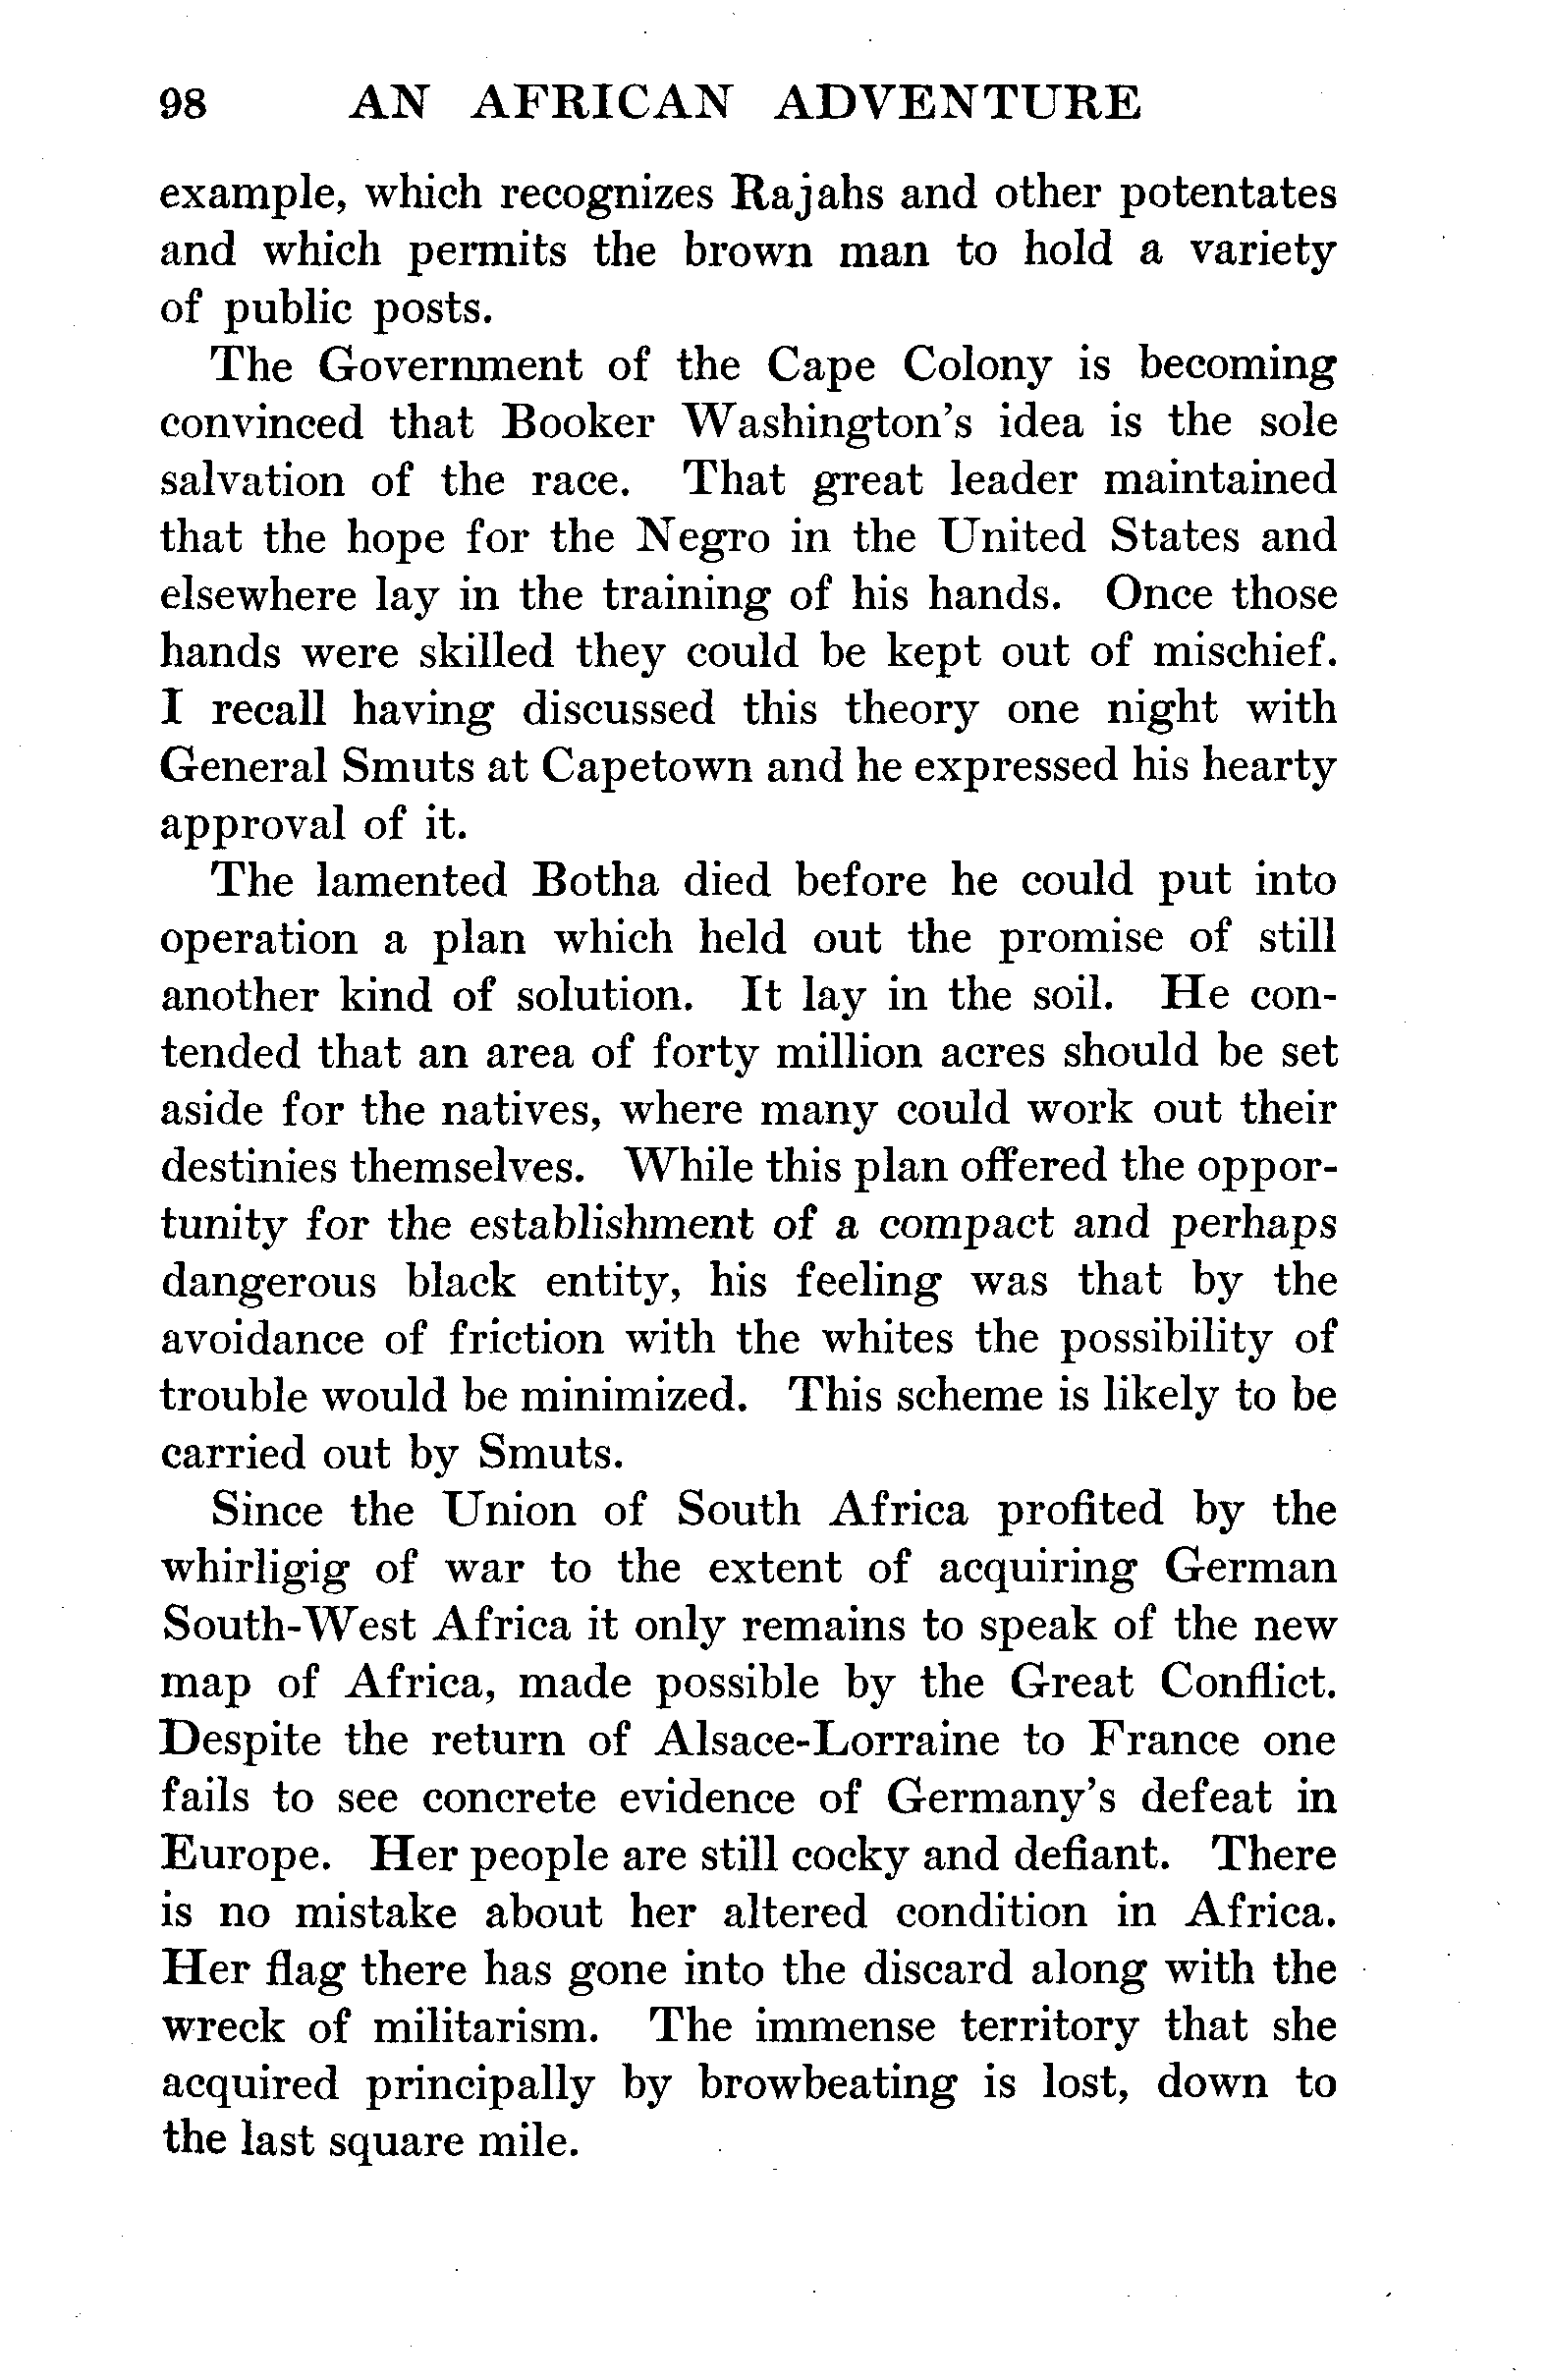 98 AN AFRICAN ADVENTURE
example, which recognizes Rajahs and other potentates
and which permits the brown man to hold a variety
of public posts.
The Government of the Cape Colony is becoming
convinced that Booker Washington's idea is the sole
salvation of the race. That great leader maintained
that the hope for the Negro in the United States and
elsewhere lay in the training of his hands. Once those
hands were skilled they could be kept out of mischief.
I recall having discussed this theory one night with
General Smuts at Capetown and he expressed his hearty
approval of it.
The lamented Botha died before he could put into
operation a plan which held out the promise of still
another kind of solution. It lay in the soil. He con-
tended that an area of forty million acres should be set
aside for the natives, where many could work out their
destinies themselves. While this plan offered the oppor-
tunity for the establishment of a compact and perhaps
dangerous black entity, his feeling was that by the
avoidance of friction with the whites the possibility of
trouble would be minimized. This scheme is likely to be
carried out by Smuts.
Since the Union of South Africa profited by the
whirligig of war to the extent of acquiring German
South-West Africa it only remains to speak of the new
map of Africa, made possible by the Great Conflict.
Despite the return of Alsace-Lorraine to France one
fails to see concrete evidence of Germany's defeat in
Europe. Her people are still cocky and defiant. There
is no mistake about her altered condition in Africa.
Her flag there has gone into the discard along with the
wreck of militarism. The immense territory that she
acquired principally by browbeating is lost, down to
the last square mile.